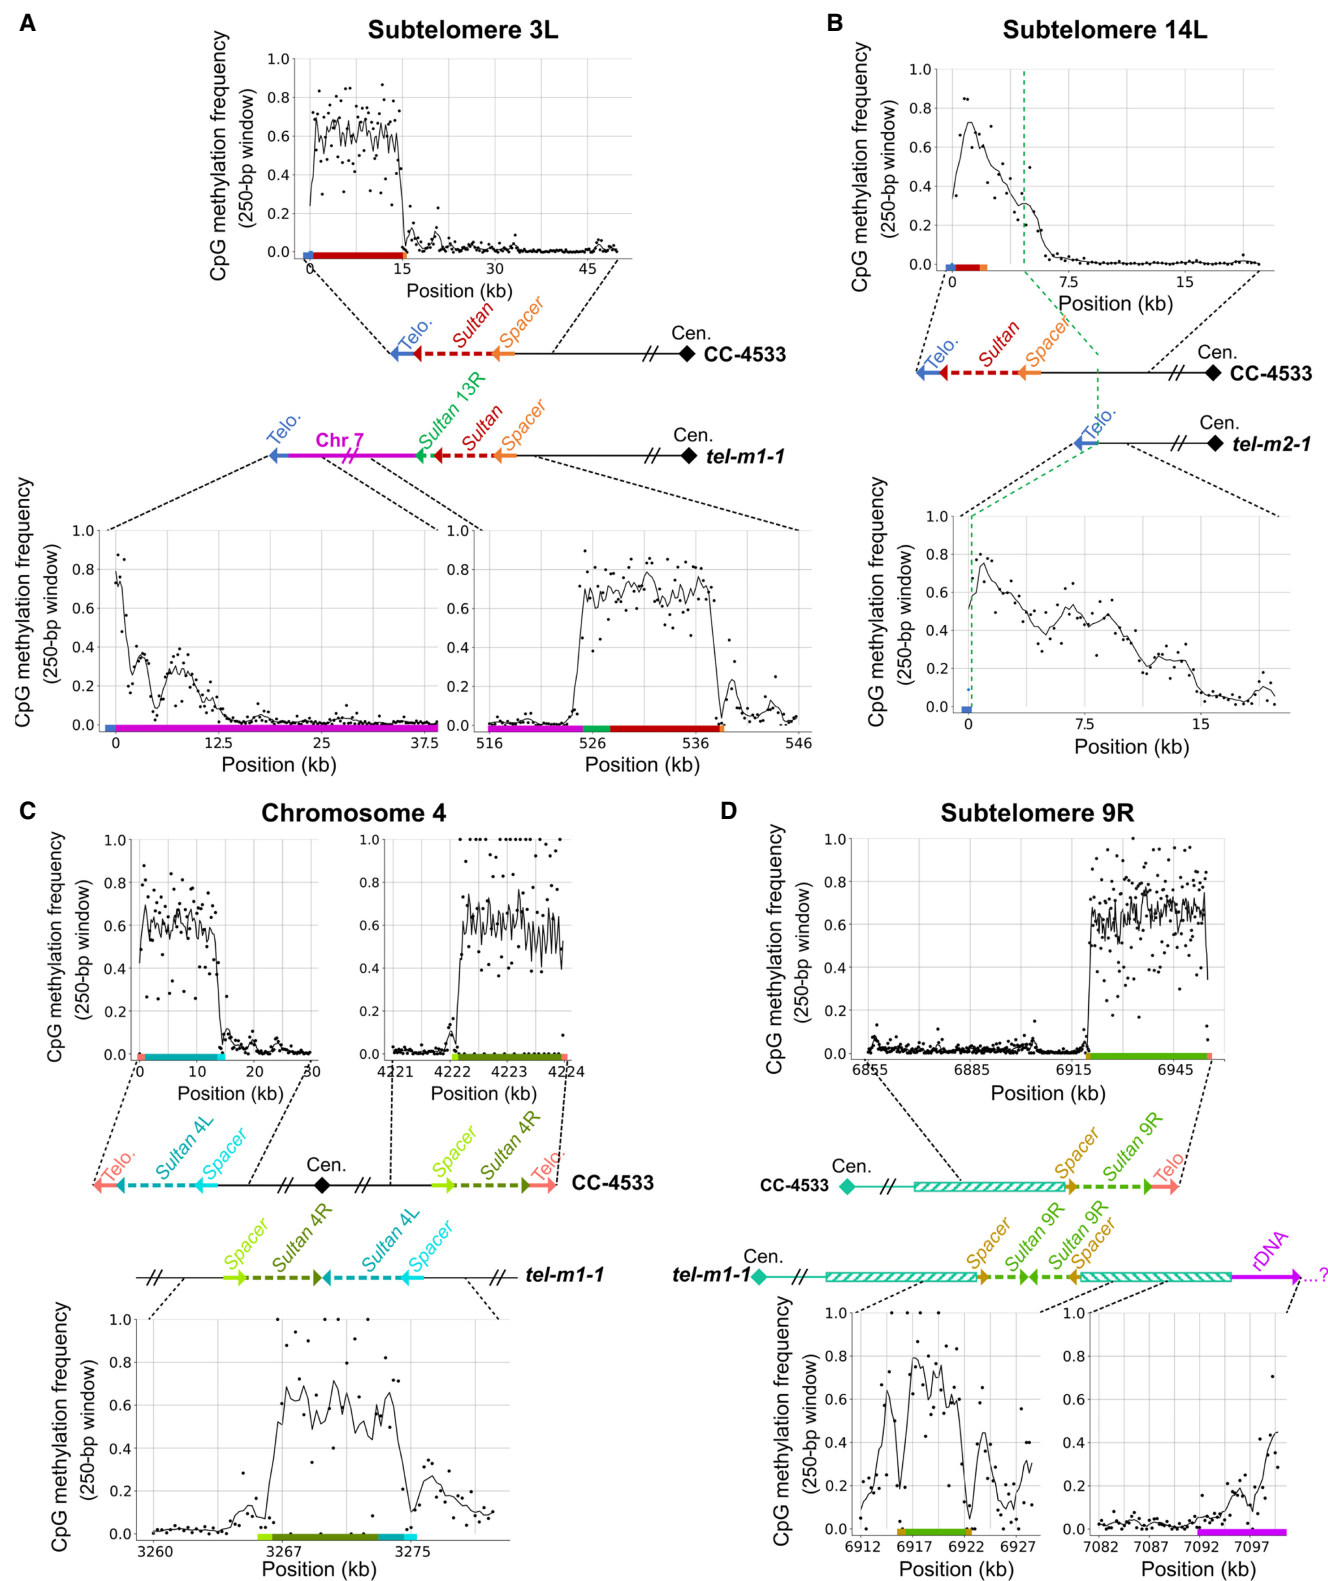 A
Subtelomere 3L
CpG methylation frequency
(250-bp window)
1.0
0.8
0.6
0.4
0.2
0.0
0
15
30
45
Position (kb)
Telo.
Sultan
Spacer
Cen.
CC-4533
Telo.
Chr 7
Sultan 13R
Sultan
Spacer
Cen.
tel-m1-1
CpG methylation frequency
(250-bp window)
1.0
0.8
0.6
0.4
0.2
0.0
0
12.5
25
37.5
Position (kb)
1.0
0.8
0.6
0.4
0.2
0.0
516
526
536
546
Position (kb)
B
Subtelomere 14L
CpG methylation frequency
(250-bp window)
1.0
0.8
0.6
0.4
0.2
0.0
0
7.5
15
Position (kb)
Telo.
Sultan
Spacer
Cen.
CC-4533
Telo.
Cen.
tel-m2-1
CpG methylation frequency
(250-bp window)
1.0
0.8
0.6
0.4
0.2
0.0
0
7.5
15
Position (kb)
C
Chromosome 4
CpG methylation frequency
(250-bp window)
1.0
0.8
0.6
0.4
0.2
0.0
0
10
20
30
Position (kb)
1.0
0.8
0.6
0.4
0.2
0.0
4221
4222
4223
4224
Position (kb)
Telo.
Sultan 4L
Spacer
Cen.
Spacer
Sultan 4R
Telo.
CC-4533
Spacer
Sultan 4R
Sultan 4L
Spacer
tel-m1-1
CpG methylation frequency
(250-bp window)
1.0
0.8
0.6
0.4
0.2
0.0
3260
3267
3275
Position (kb)
D
Subtelomere 9R
CpG methylation frequency
(250-bp window)
1.0
0.8
0.6
0.4
0.2
0.0
6855
6885
6915
6945
Position (kb)
Spacer
Sultan 9R
Telo.
Cen.
CC-4533
Spacer
Sultan 9R
Sultan 9R
Spacer
rDNA
Cen.
tel-m1-1
...?
CpG methylation frequency
(250-bp window)
1.0
0.8
0.6
0.4
0.2
0.0
6912
6917
6922
6927
Position (kb)
1.0
0.8
0.6
0.4
0.2
0.0
7082
7087
7092
7097
Position (kb)